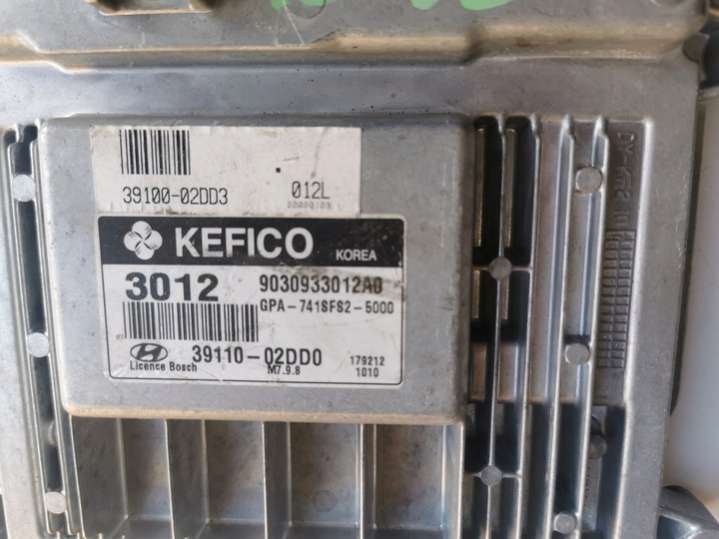 39100-02DD3
012L
KEFICO KOREA
3012 9030933012A0
GPA-741SFS2-5000
39110-02DD0 179212
Licence Bosch M7.9.8 1010